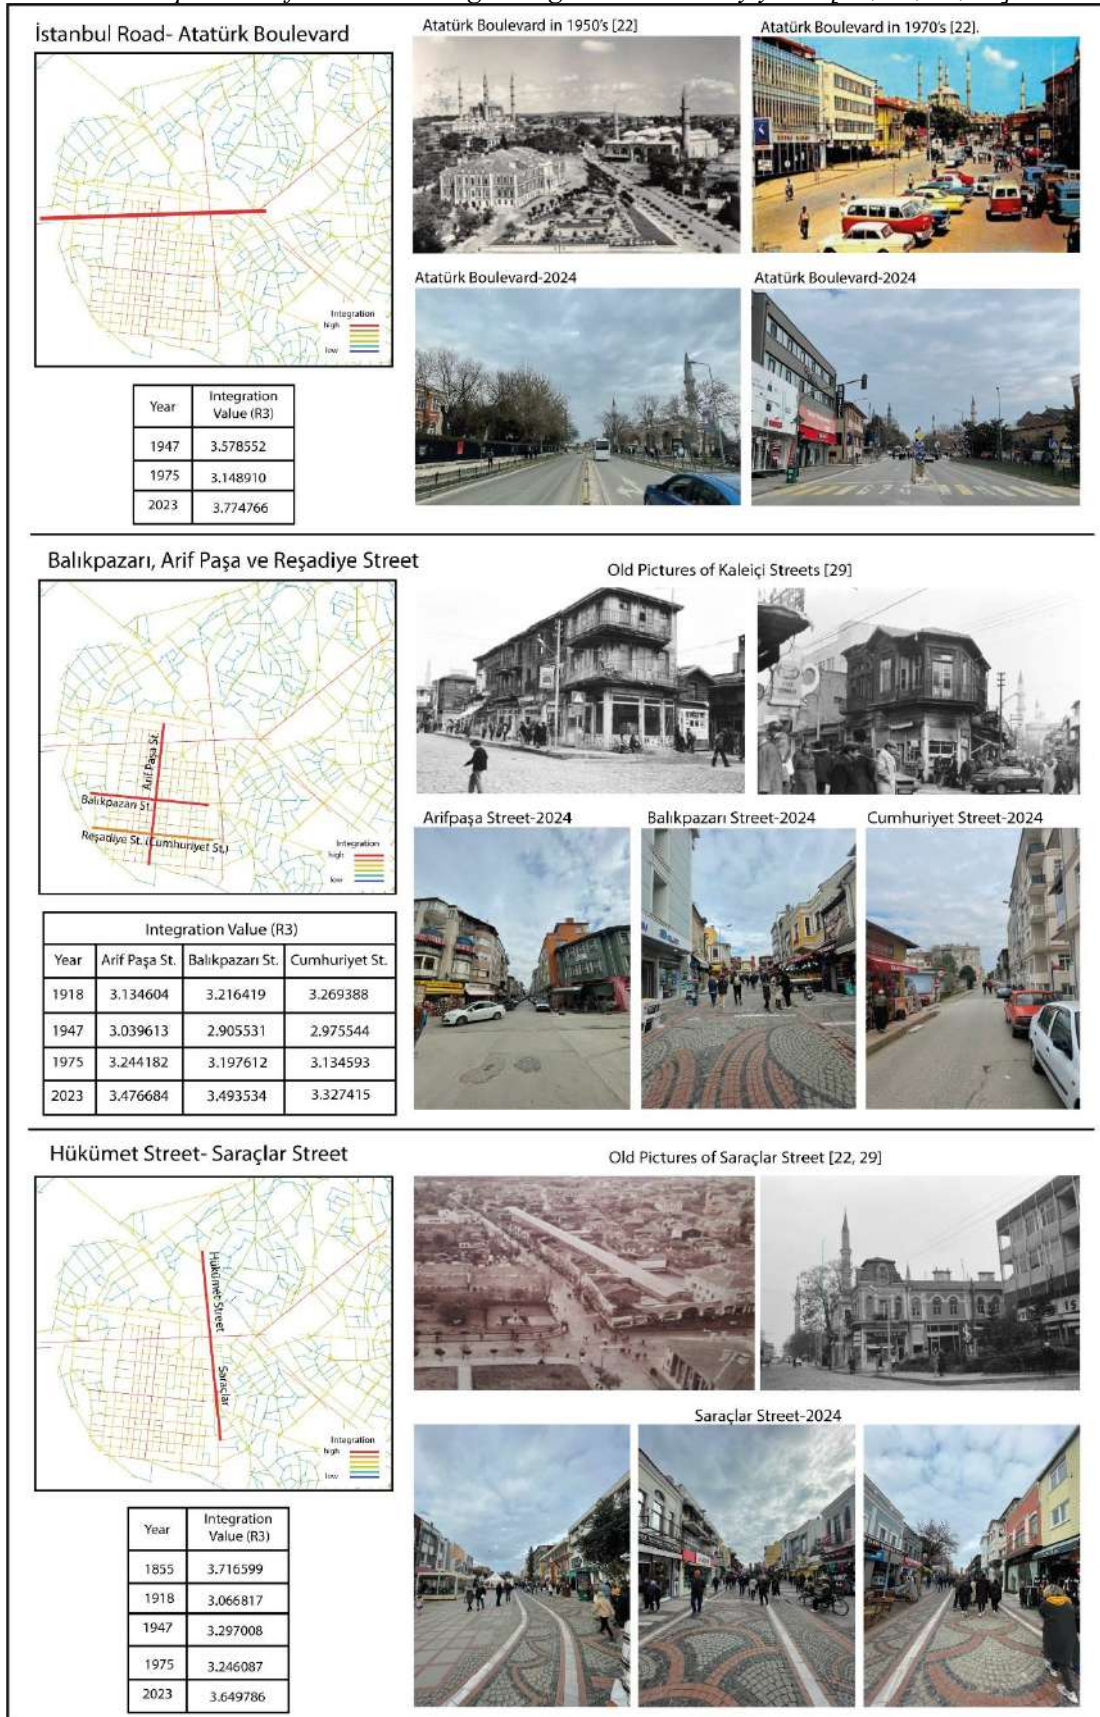 İstanbul Road- Atatürk Boulevard
Atatürk Boulevard in 1950's [22]
Atatürk Boulevard in 1970's [22].
Integration
high
low
Atatürk Boulevard-2024
Atatürk Boulevard-2024
Year Integration Value (R3)
1947 3.578552
1975 3.148910
2023 3.774766
Balıkpazarı, Arif Paşa ve Reşadiye Street
Old Pictures of Kaleiçi Streets [29]
Arif Paşa St.
Balıkpazarı St.
Reşadiye St. (Cumhuriyet St.)
Integration
high
low
Arifpaşa Street-2024
Balıkpazarı Street-2024
Cumhuriyet Street-2024
Integration Value (R3)
Year Arif Paşa St. Balıkpazarı St. Cumhuriyet St.
1918 3.134604 3.216419 3.269388
1947 3.039613 2.905531 2.975544
1975 3.244182 3.197612 3.134593
2023 3.476684 3.493534 3.327415
Hükümet Street- Saraçlar Street
Old Pictures of Saraçlar Street [22, 29]
Hükümet Street
Saraçlar
Integration
high
low
Saraçlar Street-2024
Year Integration Value (R3)
1855 3.716599
1918 3.066817
1947 3.297008
1975 3.246087
2023 3.649786